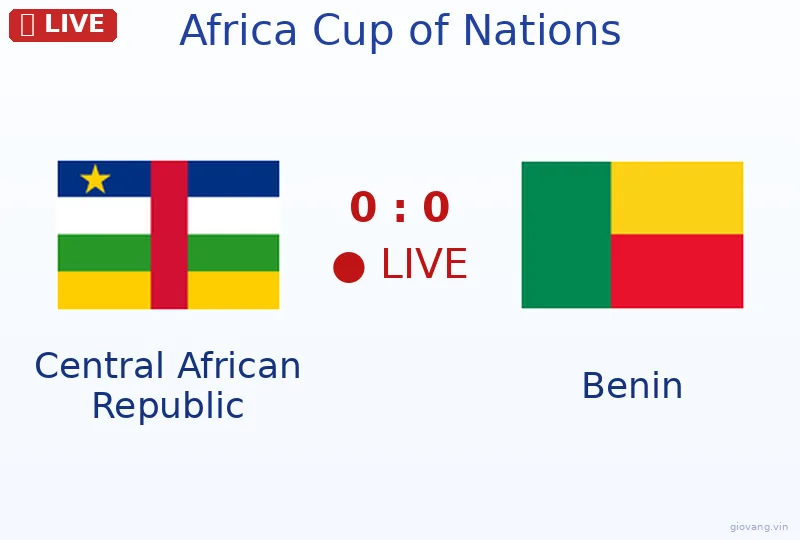 LIVE
Africa Cup of Nations
0 : 0
● LIVE
Central African
Republic
Benin
giovang.vin